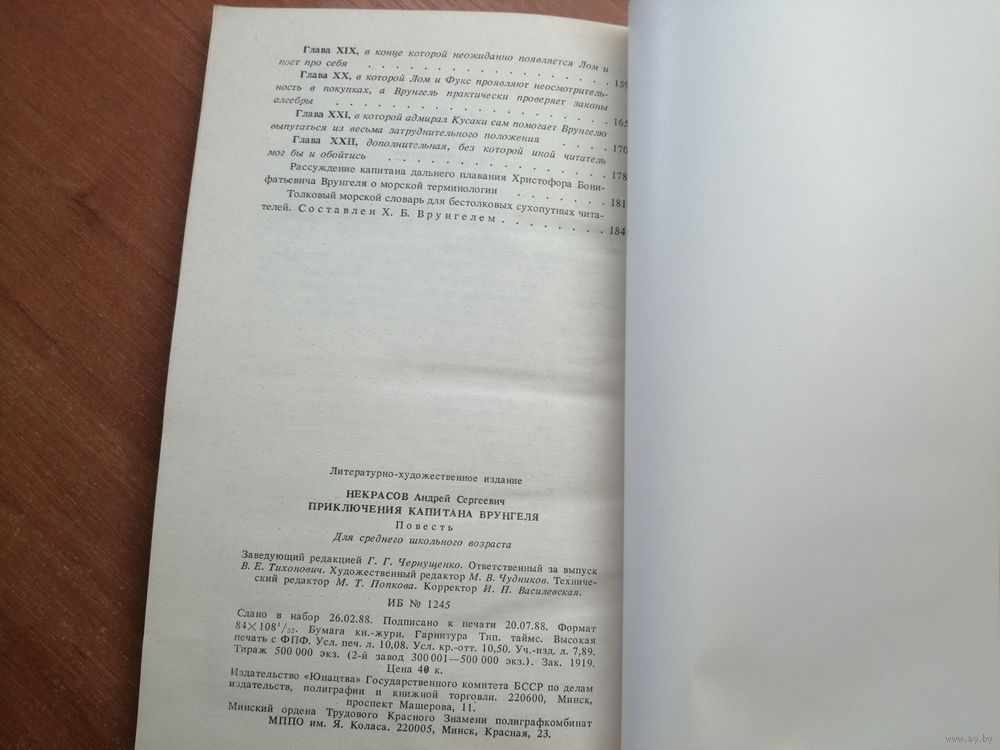 Глава XIX, в конце которой неожиданно появляется Лом и
поет про себя . . . . . . . . . . . . . . . . 159
Глава XX, в которой Лом и Фукс проявляют неосмотритель-
ность в покупках, а Врунгель практически проверяет законы
алгебры . . . . . . . . . . . . . . . . . . 165
Глава XXI, в которой адмирал Кусаки сам помогает Врунгелю
выпутаться из весьма затруднительного положения . . . . 170
Глава XXII, дополнительная, без которой иной читатель
мог бы и обойтись . . . . . . . . . . . . . . 178
Рассуждение капитана дальнего плавания Христофора Бони-
фатьевича Врунгеля о морской терминологии . . . . . . . 181
Толковый морской словарь для бестолковых сухопутных чита-
телей. Составлен Х. Б. Врунгелем . . . . . . . . 184
Литературно-художественное издание
НЕКРАСОВ Андрей Сергеевич
ПРИКЛЮЧЕНИЯ КАПИТАНА ВРУНГЕЛЯ
Повесть
Для среднего школьного возраста
Заведующий редакцией Г. Г. Чернущенко. Ответственный за выпуск
В. Е. Тихонович. Художественный редактор М. В. Чудников. Техниче-
ский редактор М. Т. Попкова. Корректор И. П. Василевская.
ИБ № 1245
Сдано в набор 26.02.88. Подписано к печати 20.07.88. Формат
84×108¹/₃₂. Бумага кн.-журн. Гарнитура Тип. таймс. Высокая
печать с ФПФ. Усл. печ. л. 10,08. Усл. кр.-отт. 10,50. Уч.-изд. л. 7,89.
Тираж 500 000 экз. (2-й завод 300 001—500 000 экз.). Зак. 1919.
Цена 40 к.
Издательство «Юнацтва» Государственного комитета БССР по делам
издательств, полиграфии и книжной торговли. 220600, Минск,
проспект Машерова, 11.
Минский ордена Трудового Красного Знамени полиграфкомбинат
МППО им. Я. Коласа. 220005, Минск, Красная, 23.
www.ay.by